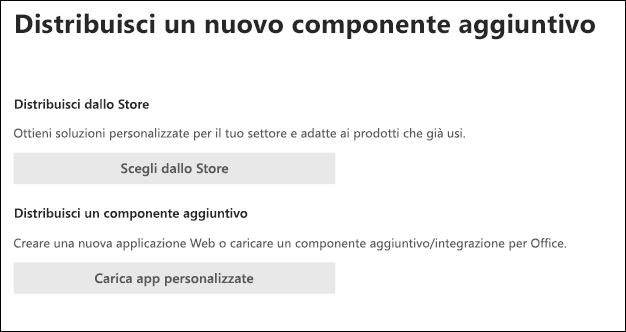 Distribuisci un nuovo componente aggiuntivo
Distribuisci dallo Store
Ottieni soluzioni personalizzate per il tuo settore e adatte ai prodotti che già usi.
Scegli dallo Store
Distribuisci un componente aggiuntivo
Creare una nuova applicazione Web o caricare un componente aggiuntivo/integrazione per Office.
Carica app personalizzate